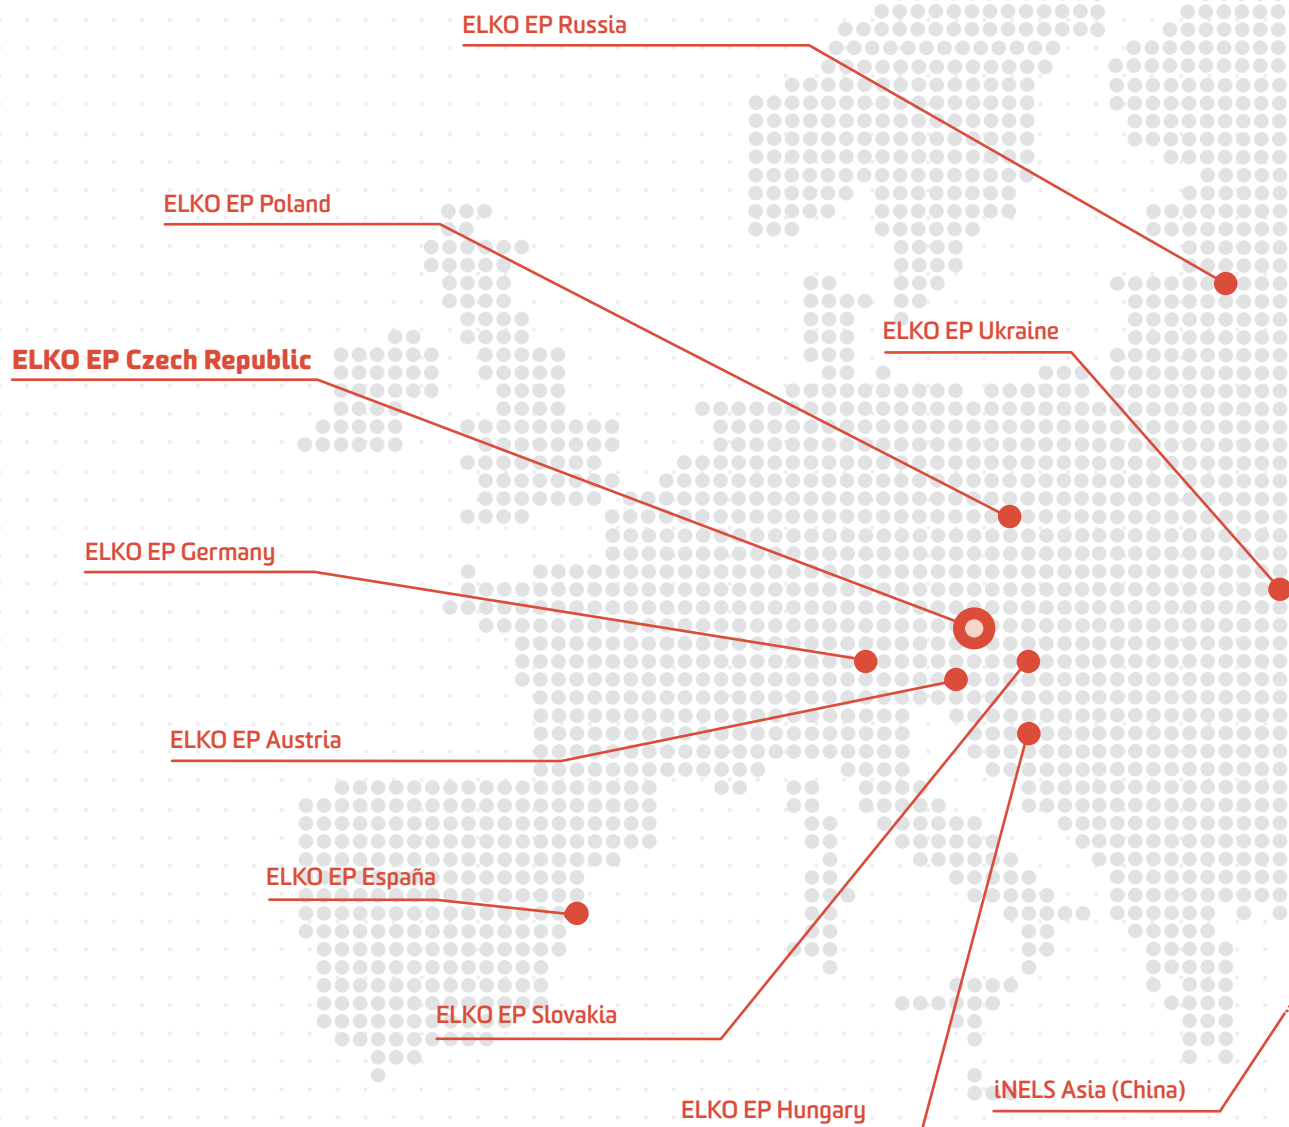 ELKO EP Russia
ELKO EP Poland
ELKO EP Ukraine
ELKO EP Czech Republic
ELKO EP Germany
ELKO EP Austria
ELKO EP España
ELKO EP Slovakia
iNELS Asia (China)
ELKO EP Hungary